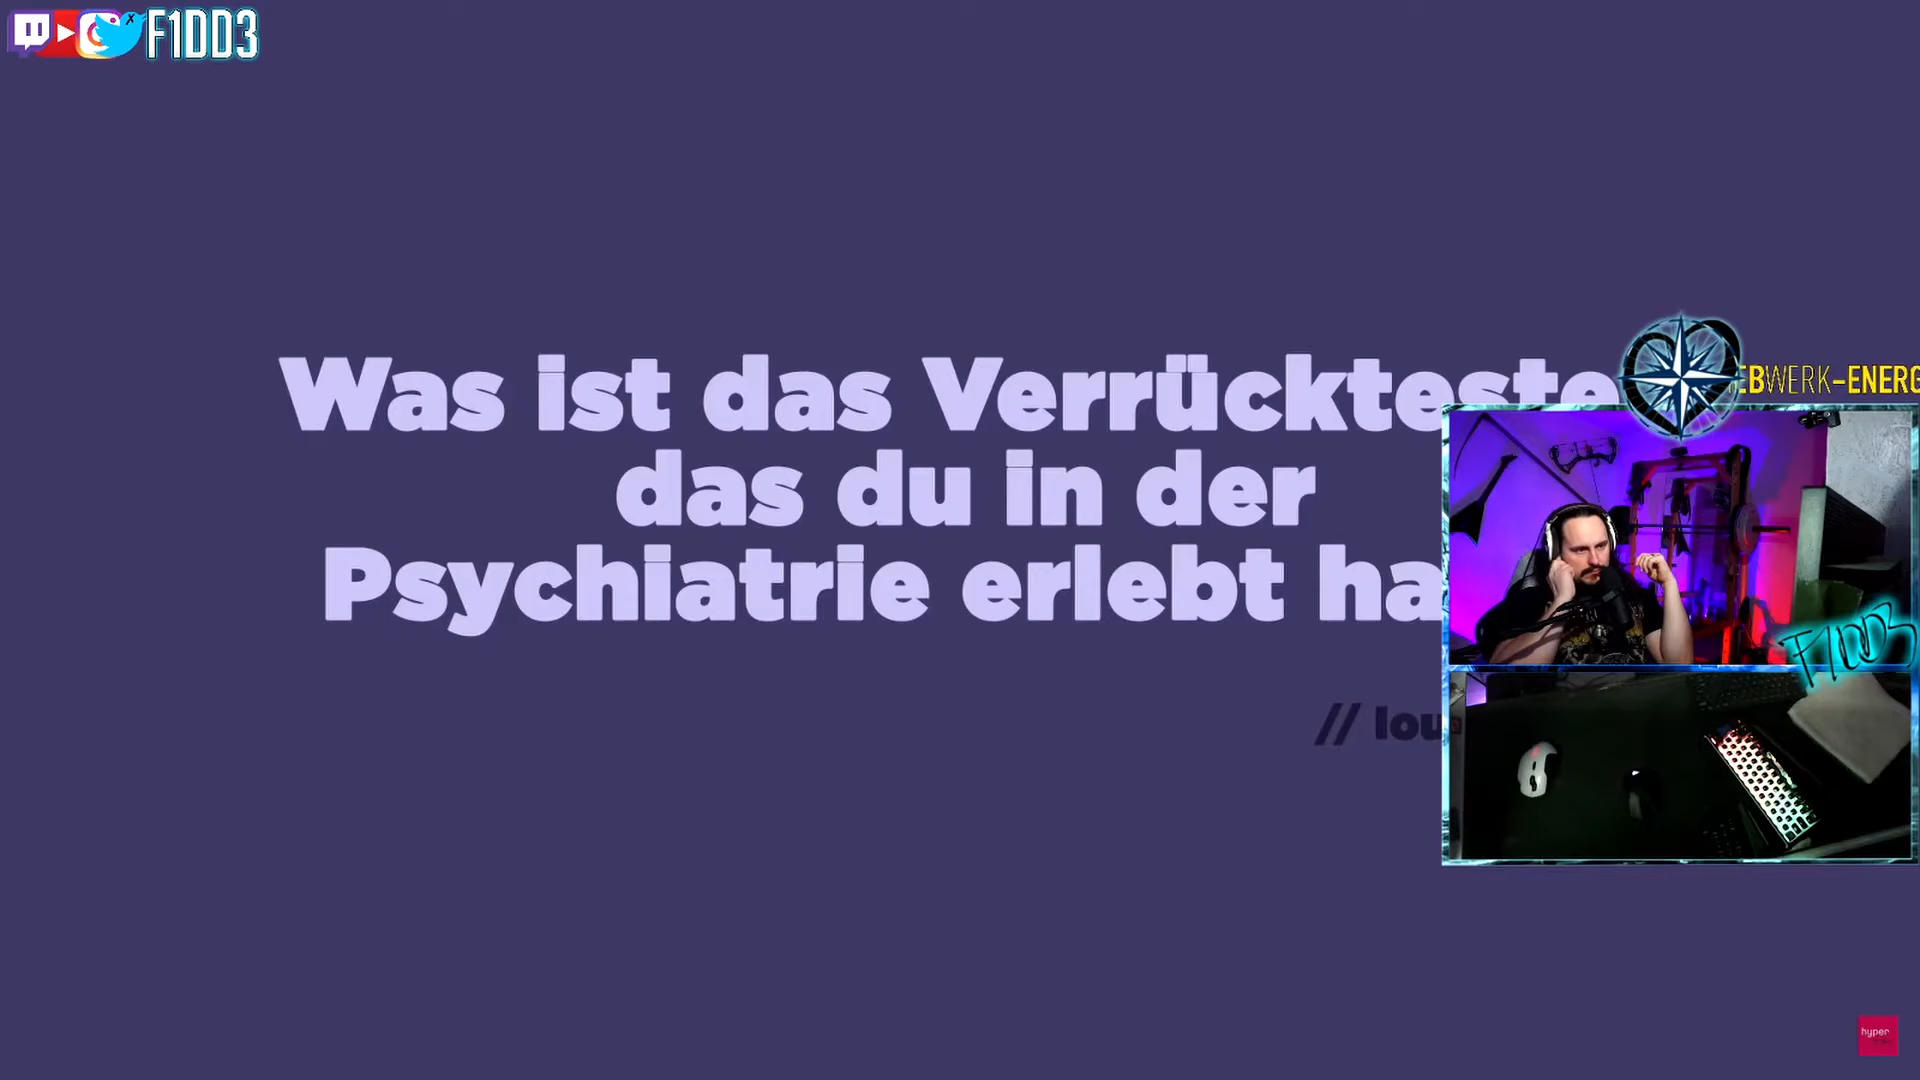 F1DD3
Was ist das Verrückteste
das du in der
Psychiatrie erlebt ha
// lou
EBWERK-ENERG
F1DD3
hyper